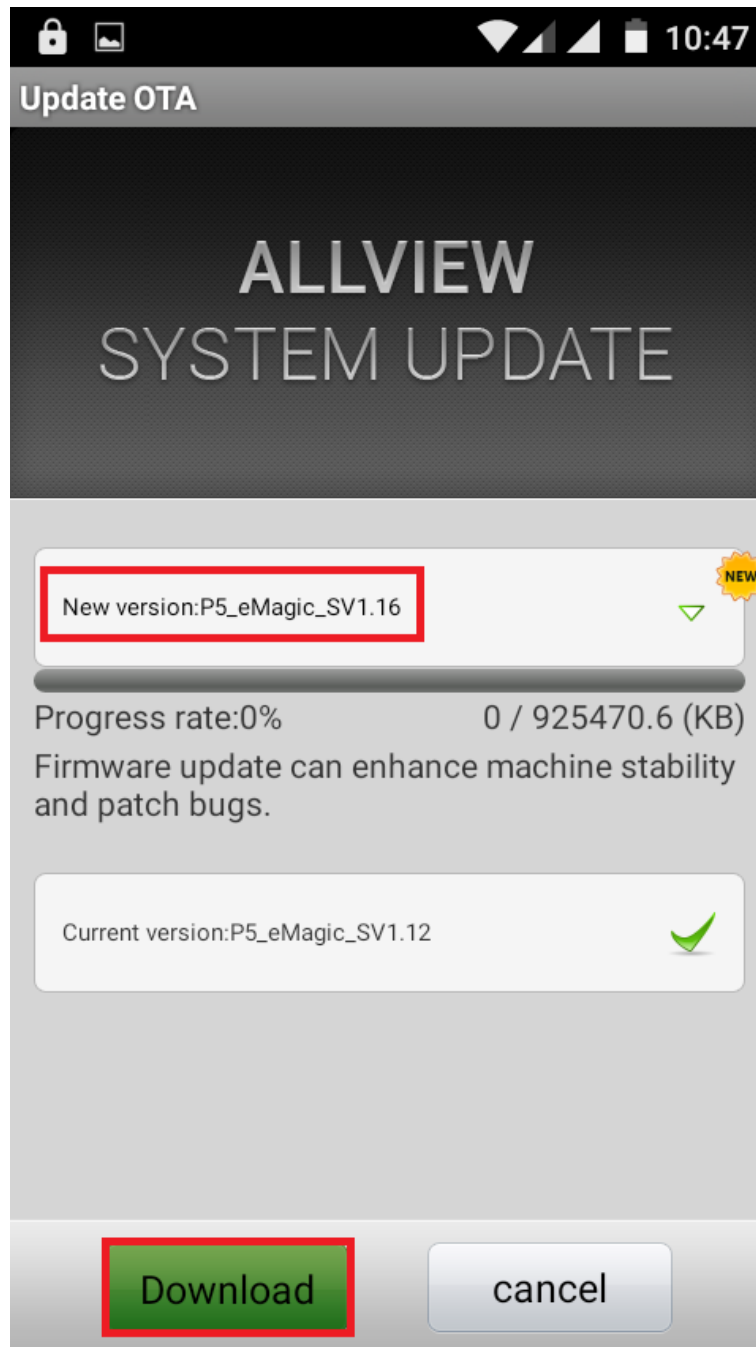 10:47
Update OTA
ALLVIEW
SYSTEM UPDATE
NEW
New version:P5_eMagic_SV1.16
Progress rate:0% 0 / 925470.6 (KB)
Firmware update can enhance machine stability
and patch bugs.
Current version:P5_eMagic_SV1.12
Download cancel